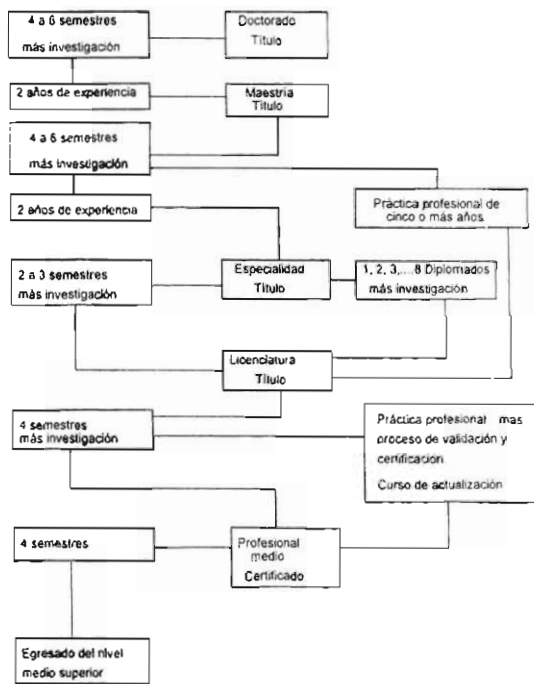 4 a 6 semestres
más investigación
Doctorado
Título
2 años de experiencia
Maestría
Título
4 a 6 semestres
más investigación
2 años de experiencia
Práctica profesional de
cinco o más años
2 a 3 semestres
más investigación
Especialidad
Título
1, 2, 3,....8 Diplomados
más investigación
Licenciatura
Título
4 semestres
más investigación
Práctica profesional mas
proceso de validación y
certificación
Curso de actualización
4 semestres
Profesional
medio
Certificado
Egresado del nivel
medio superior